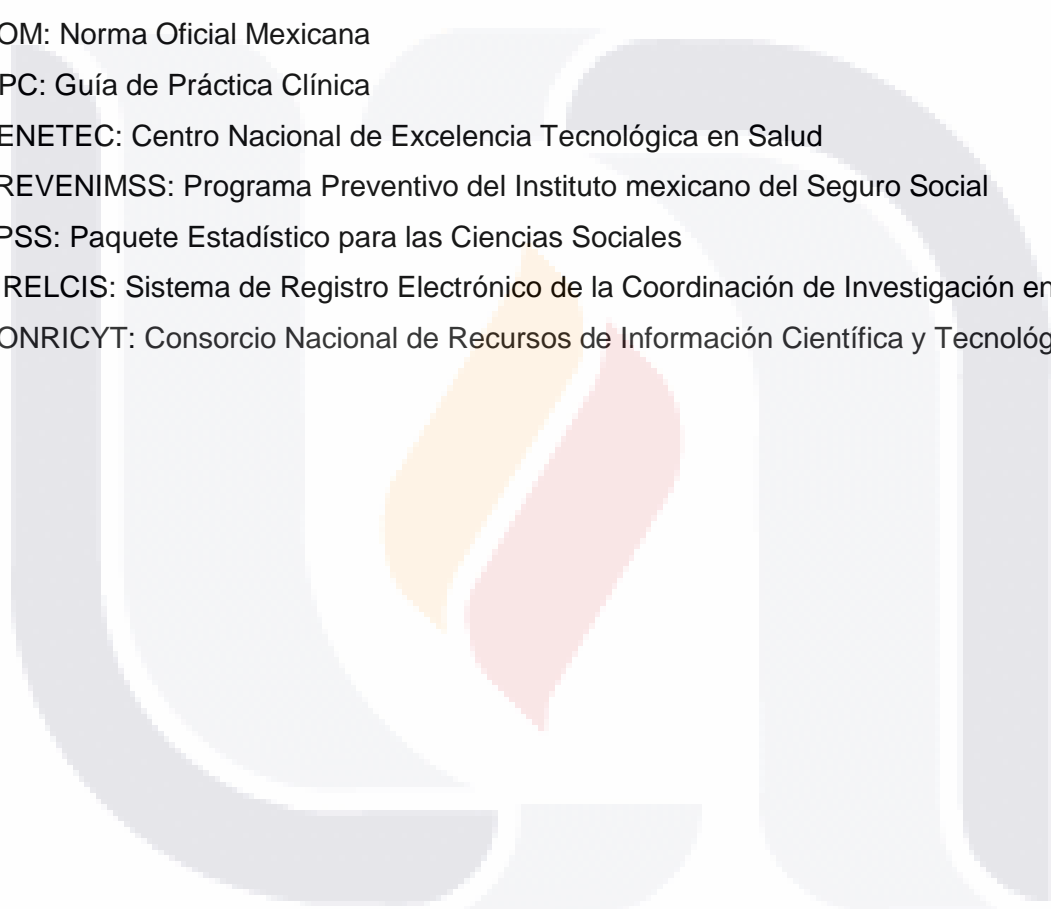 OM: Norma Oficial Mexicana
PC: Guía de Práctica Clínica
ENETEC: Centro Nacional de Excelencia Tecnológica en Salud
REVENIMSS: Programa Preventivo del Instituto mexicano del Seguro Social
PSS: Paquete Estadístico para las Ciencias Sociales
IRELCIS: Sistema de Registro Electrónico de la Coordinación de Investigación en
ONRICYT: Consorcio Nacional de Recursos de Información Científica y Tecnológ